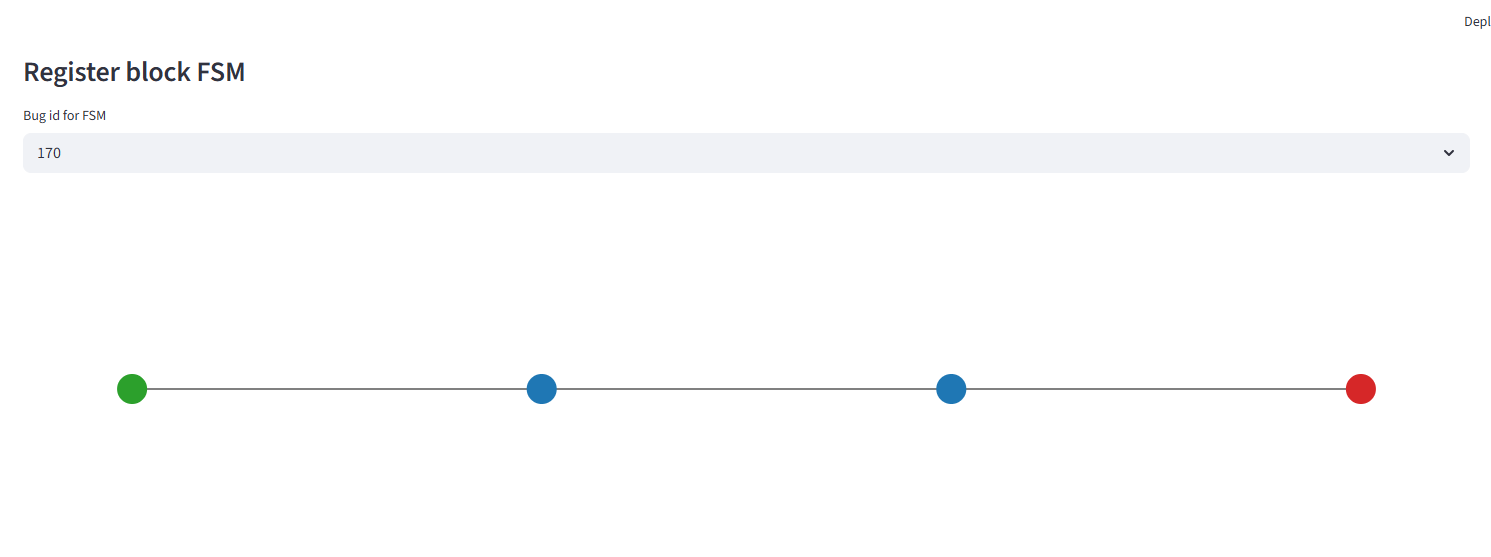 Depl
Register block FSM
Bug id for FSM
170